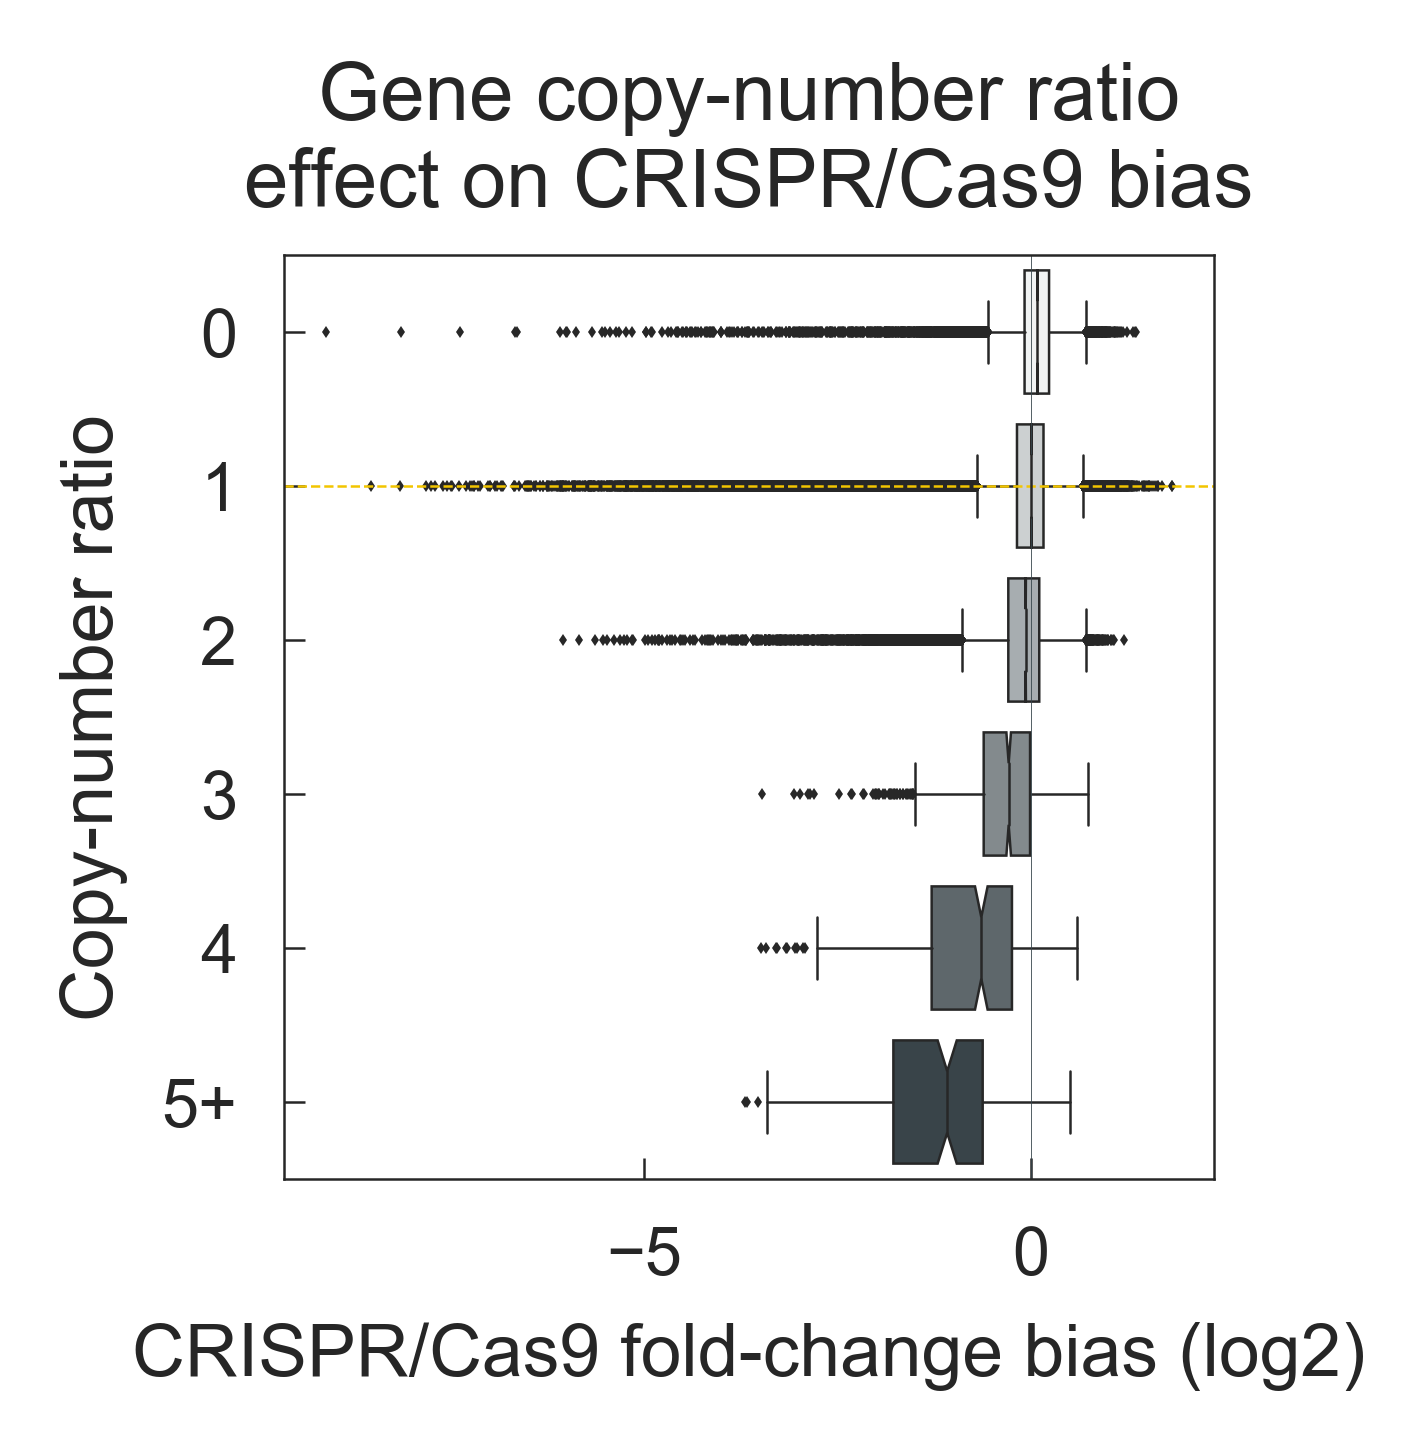 Gene copy-number ratio
effect on CRISPR/Cas9 bias
Copy-number ratio
0
1
2
3
4
5+
−5
0
CRISPR/Cas9 fold-change bias (log2)